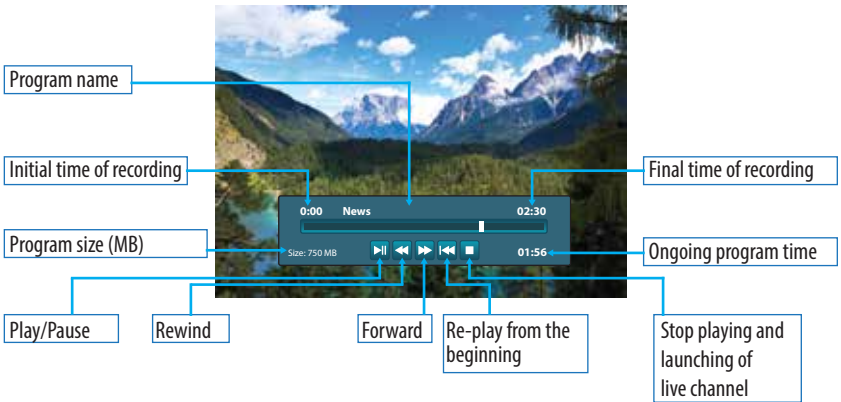 Program name
Initial time of recording
Final time of recording
0:00 News 02:30
Program size (MB)
Size: 750 MB
01:56
Ongoing program time
Play/Pause
Rewind
Forward
Re-play from the
beginning
Stop playing and
launching of
live channel